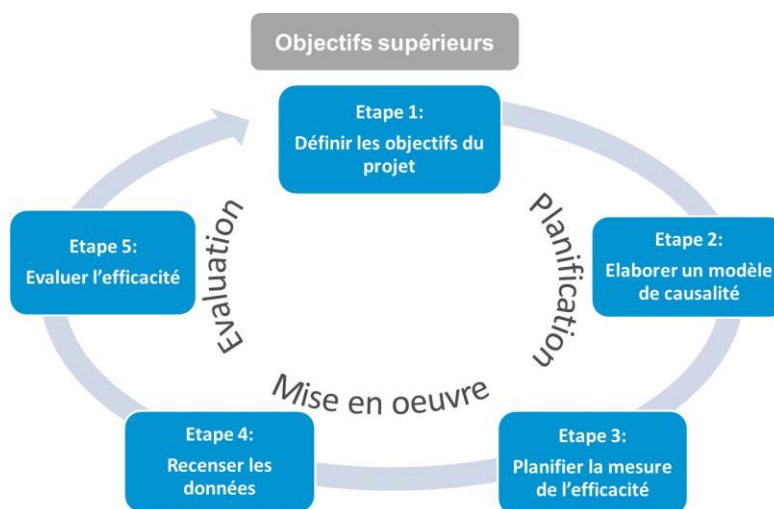 Objectifs supérieurs
Etape 1:
Définir les objectifs du
projet
Planification
Etape 2:
Elaborer un modèle
de causalité
Etape 3:
Planifier la mesure
de l'efficacité
Mise en oeuvre
Etape 4:
Recenser les
données
Evaluation
Etape 5:
Evaluer l'efficacité